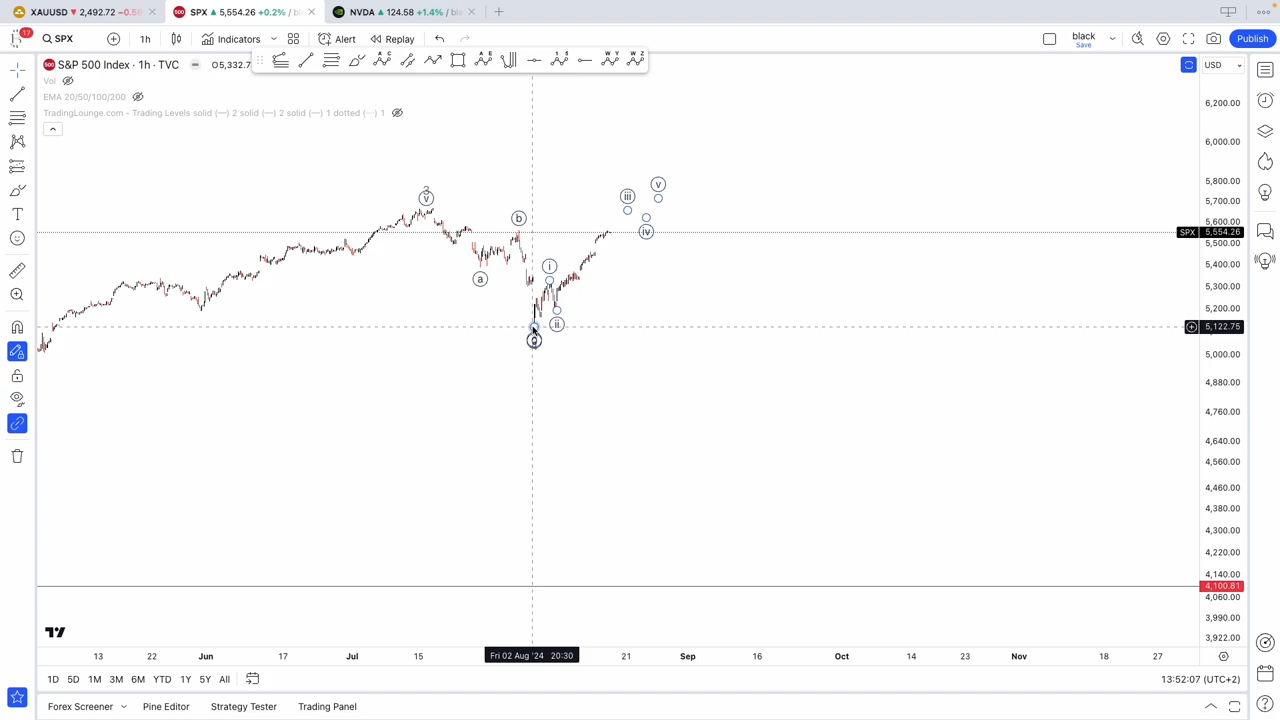 XAUUSD ▼ 2,492.72 −0.56
SPX ▲ 5,554.26 +0.2% / bl
NVDA ▲ 124.58 +1.4% / bla
17
SPX
1h
Indicators
Alert
Replay
black
Save
Publish
S&P 500 Index · 1h · TVC
O5,332.7
USD
Vol
EMA 20/50/100/200
TradingLounge.com - Trading Levels solid (—) 2 solid (—) 2 solid (—) 1 dotted (···) 1
6,200.00
6,000.00
5,800.00
5,700.00
5,600.00
SPX 5,554.26
5,500.00
5,400.00
5,300.00
5,200.00
5,122.75
5,000.00
4,880.00
4,760.00
4,640.00
4,560.00
4,460.00
4,380.00
4,300.00
4,220.00
4,140.00
4,100.81
4,060.00
3,990.00
3,922.00
3
v
a
b
i
ii
iii
iv
v
13
22
Jun
17
Jul
15
Fri 02 Aug '24 20:30
21
Sep
16
Oct
14
23
Nov
18
27
1D 5D 1M 3M 6M YTD 1Y 5Y All
13:52:07 (UTC+2)
Forex Screener
Pine Editor
Strategy Tester
Trading Panel